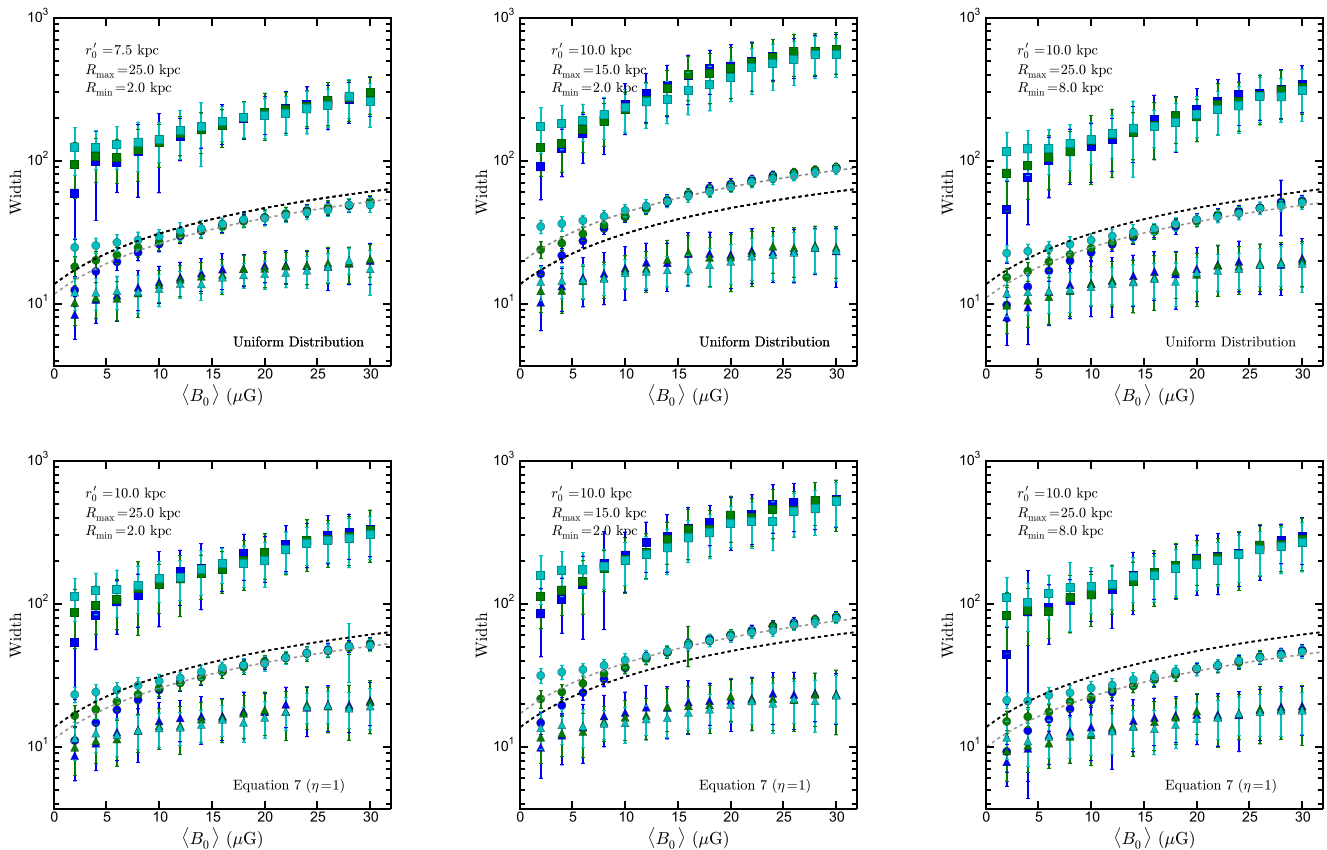 r′₀ =7.5 kpc
R_max =25.0 kpc
R_min =2.0 kpc
Uniform Distribution
Width
10³
10²
10¹
0 5 10 15 20 25 30
⟨B₀⟩ (μG)
r′₀ =10.0 kpc
R_max =15.0 kpc
R_min =2.0 kpc
Uniform Distribution
Width
10³
10²
10¹
0 5 10 15 20 25 30
⟨B₀⟩ (μG)
r′₀ =10.0 kpc
R_max =25.0 kpc
R_min =8.0 kpc
Uniform Distribution
Width
10³
10²
10¹
0 5 10 15 20 25 30
⟨B₀⟩ (μG)
r′₀ =10.0 kpc
R_max =25.0 kpc
R_min =2.0 kpc
Equation 7 (η=1)
Width
10³
10²
10¹
0 5 10 15 20 25 30
⟨B₀⟩ (μG)
r′₀ =10.0 kpc
R_max =15.0 kpc
R_min =2.0 kpc
Equation 7 (η=1)
Width
10³
10²
10¹
0 5 10 15 20 25 30
⟨B₀⟩ (μG)
r′₀ =10.0 kpc
R_max =25.0 kpc
R_min =8.0 kpc
Equation 7 (η=1)
Width
10³
10²
10¹
0 5 10 15 20 25 30
⟨B₀⟩ (μG)